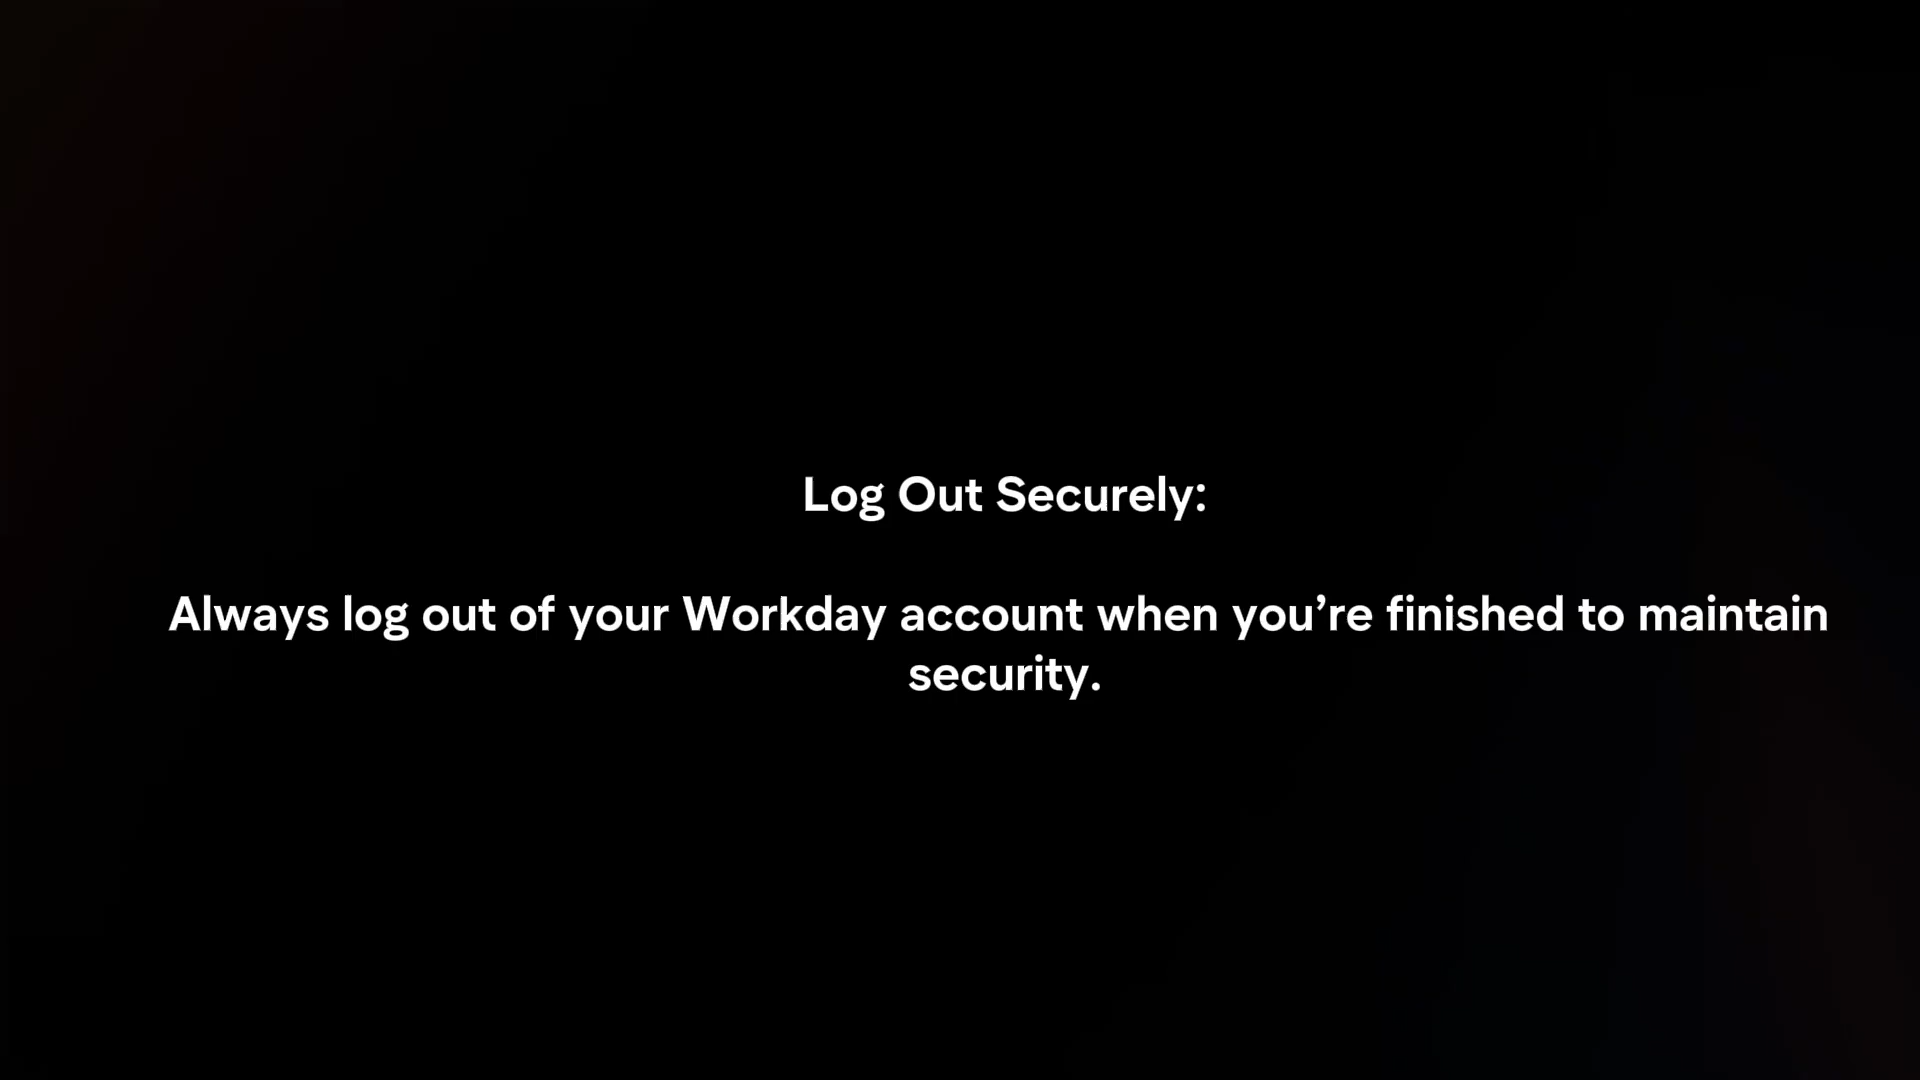 Log Out Securely:
Always log out of your Workday account when you’re finished to maintain
security.